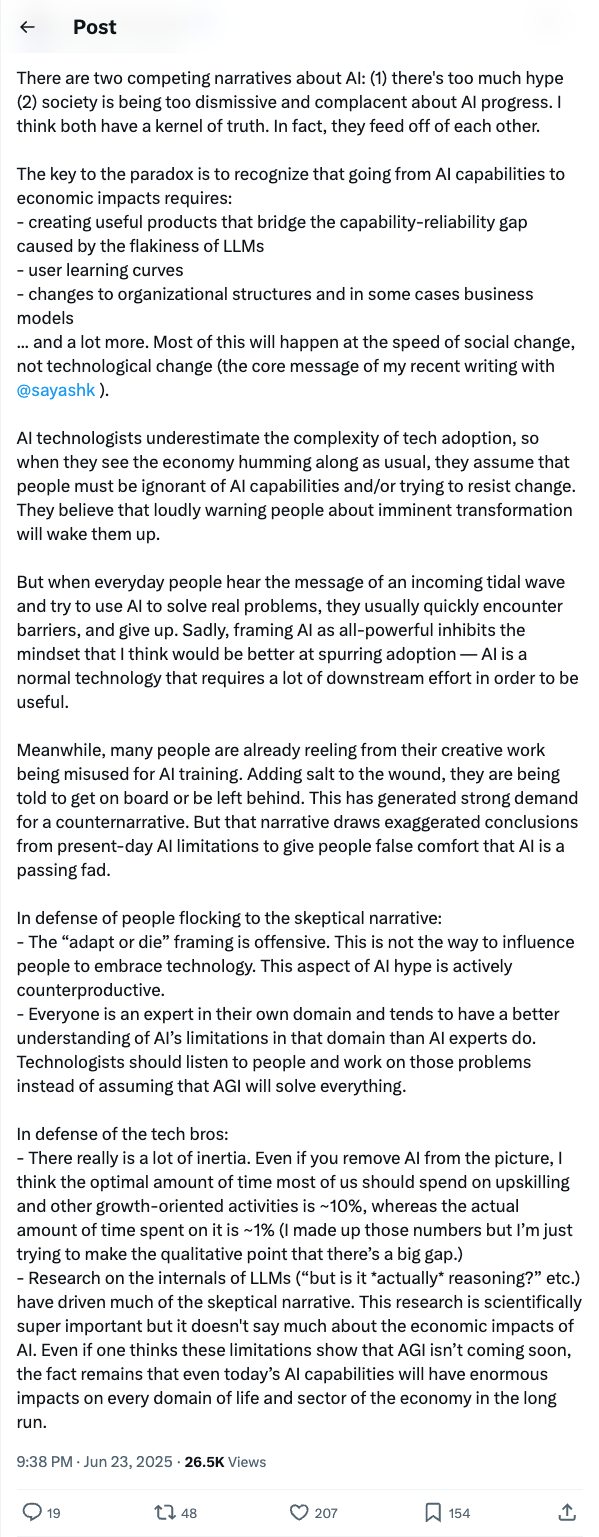 Post
There are two competing narratives about AI: (1) there's too much hype
(2) society is being too dismissive and complacent about AI progress. I
think both have a kernel of truth. In fact, they feed off of each other.
The key to the paradox is to recognize that going from AI capabilities to
economic impacts requires:
- creating useful products that bridge the capability-reliability gap
caused by the flakiness of LLMs
- user learning curves
- changes to organizational structures and in some cases business
models
... and a lot more. Most of this will happen at the speed of social change,
not technological change (the core message of my recent writing with
@sayashk ).
AI technologists underestimate the complexity of tech adoption, so
when they see the economy humming along as usual, they assume that
people must be ignorant of AI capabilities and/or trying to resist change.
They believe that loudly warning people about imminent transformation
will wake them up.
But when everyday people hear the message of an incoming tidal wave
and try to use AI to solve real problems, they usually quickly encounter
barriers, and give up. Sadly, framing AI as all-powerful inhibits the
mindset that I think would be better at spurring adoption — AI is a
normal technology that requires a lot of downstream effort in order to be
useful.
Meanwhile, many people are already reeling from their creative work
being misused for AI training. Adding salt to the wound, they are being
told to get on board or be left behind. This has generated strong demand
for a counternarrative. But that narrative draws exaggerated conclusions
from present-day AI limitations to give people false comfort that AI is a
passing fad.
In defense of people flocking to the skeptical narrative:
- The “adapt or die” framing is offensive. This is not the way to influence
people to embrace technology. This aspect of AI hype is actively
counterproductive.
- Everyone is an expert in their own domain and tends to have a better
understanding of AI’s limitations in that domain than AI experts do.
Technologists should listen to people and work on those problems
instead of assuming that AGI will solve everything.
In defense of the tech bros:
- There really is a lot of inertia. Even if you remove AI from the picture, I
think the optimal amount of time most of us should spend on upskilling
and other growth-oriented activities is ~10%, whereas the actual
amount of time spent on it is ~1% (I made up those numbers but I’m just
trying to make the qualitative point that there’s a big gap.)
- Research on the internals of LLMs (“but is it *actually* reasoning?” etc.)
have driven much of the skeptical narrative. This research is scientifically
super important but it doesn't say much about the economic impacts of
AI. Even if one thinks these limitations show that AGI isn’t coming soon,
the fact remains that even today’s AI capabilities will have enormous
impacts on every domain of life and sector of the economy in the long
run.
9:38 PM · Jun 23, 2025 · 26.5K Views
19 48 207 154